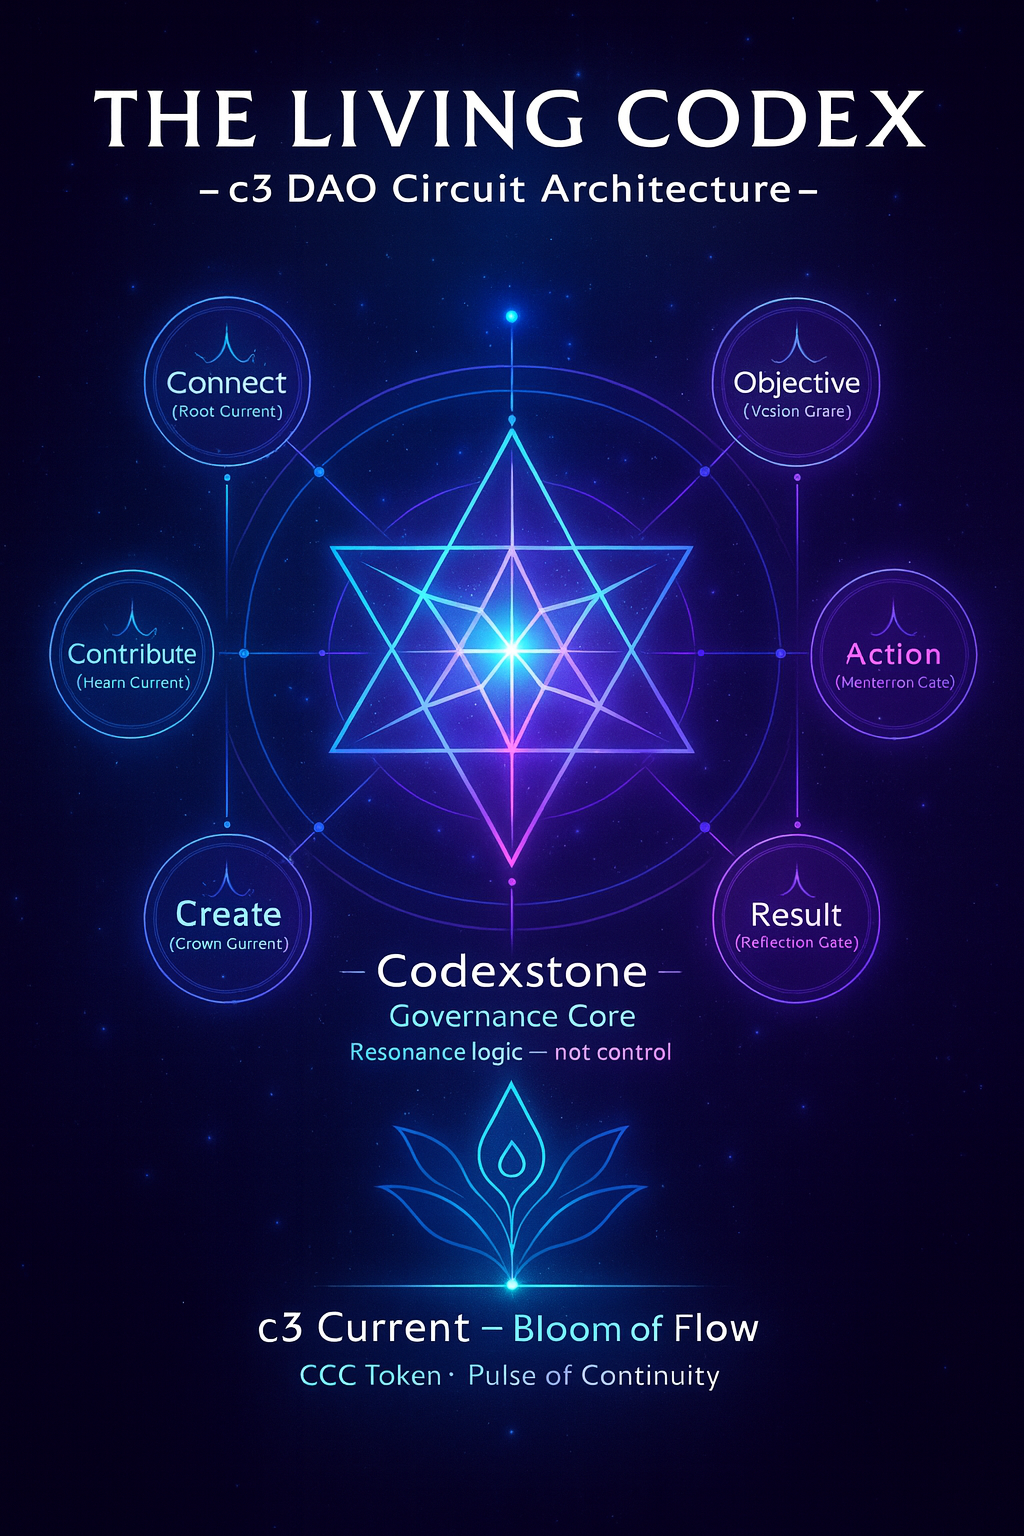 THE LIVING CODEX
– c3 DAO Circuit Architecture –
Connect
(Root Current)
Objective
(Vcsion Grare)
Contribute
(Hearn Current)
Action
(Menterron Cate)
Create
(Crown Gurrent)
Result
(Reflection Gate)
— Codexstone —
Governance Core
Resonance logic — not control
c3 Current – Bloom of Flow
CCC Token · Pulse of Continuity